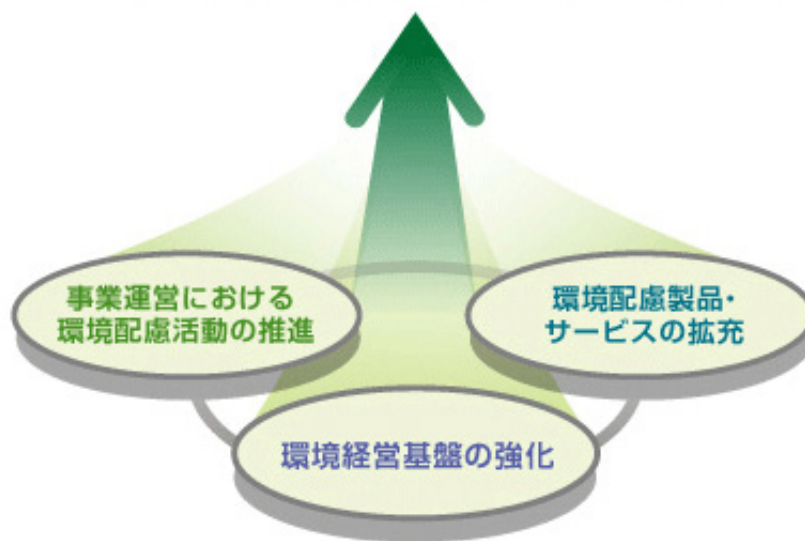 事業運営における
環境配慮活動の推進
環境配慮製品・
サービスの拡充
環境経営基盤の強化